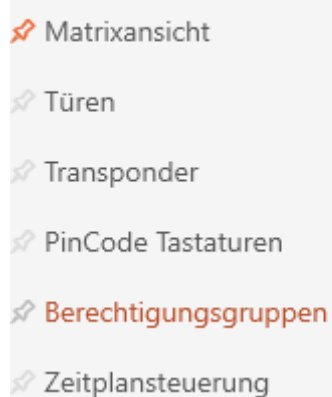 Matrixansicht
Türen
Transponder
PinCode Tastaturen
Berechtigungsgruppen
Zeitplansteuerung